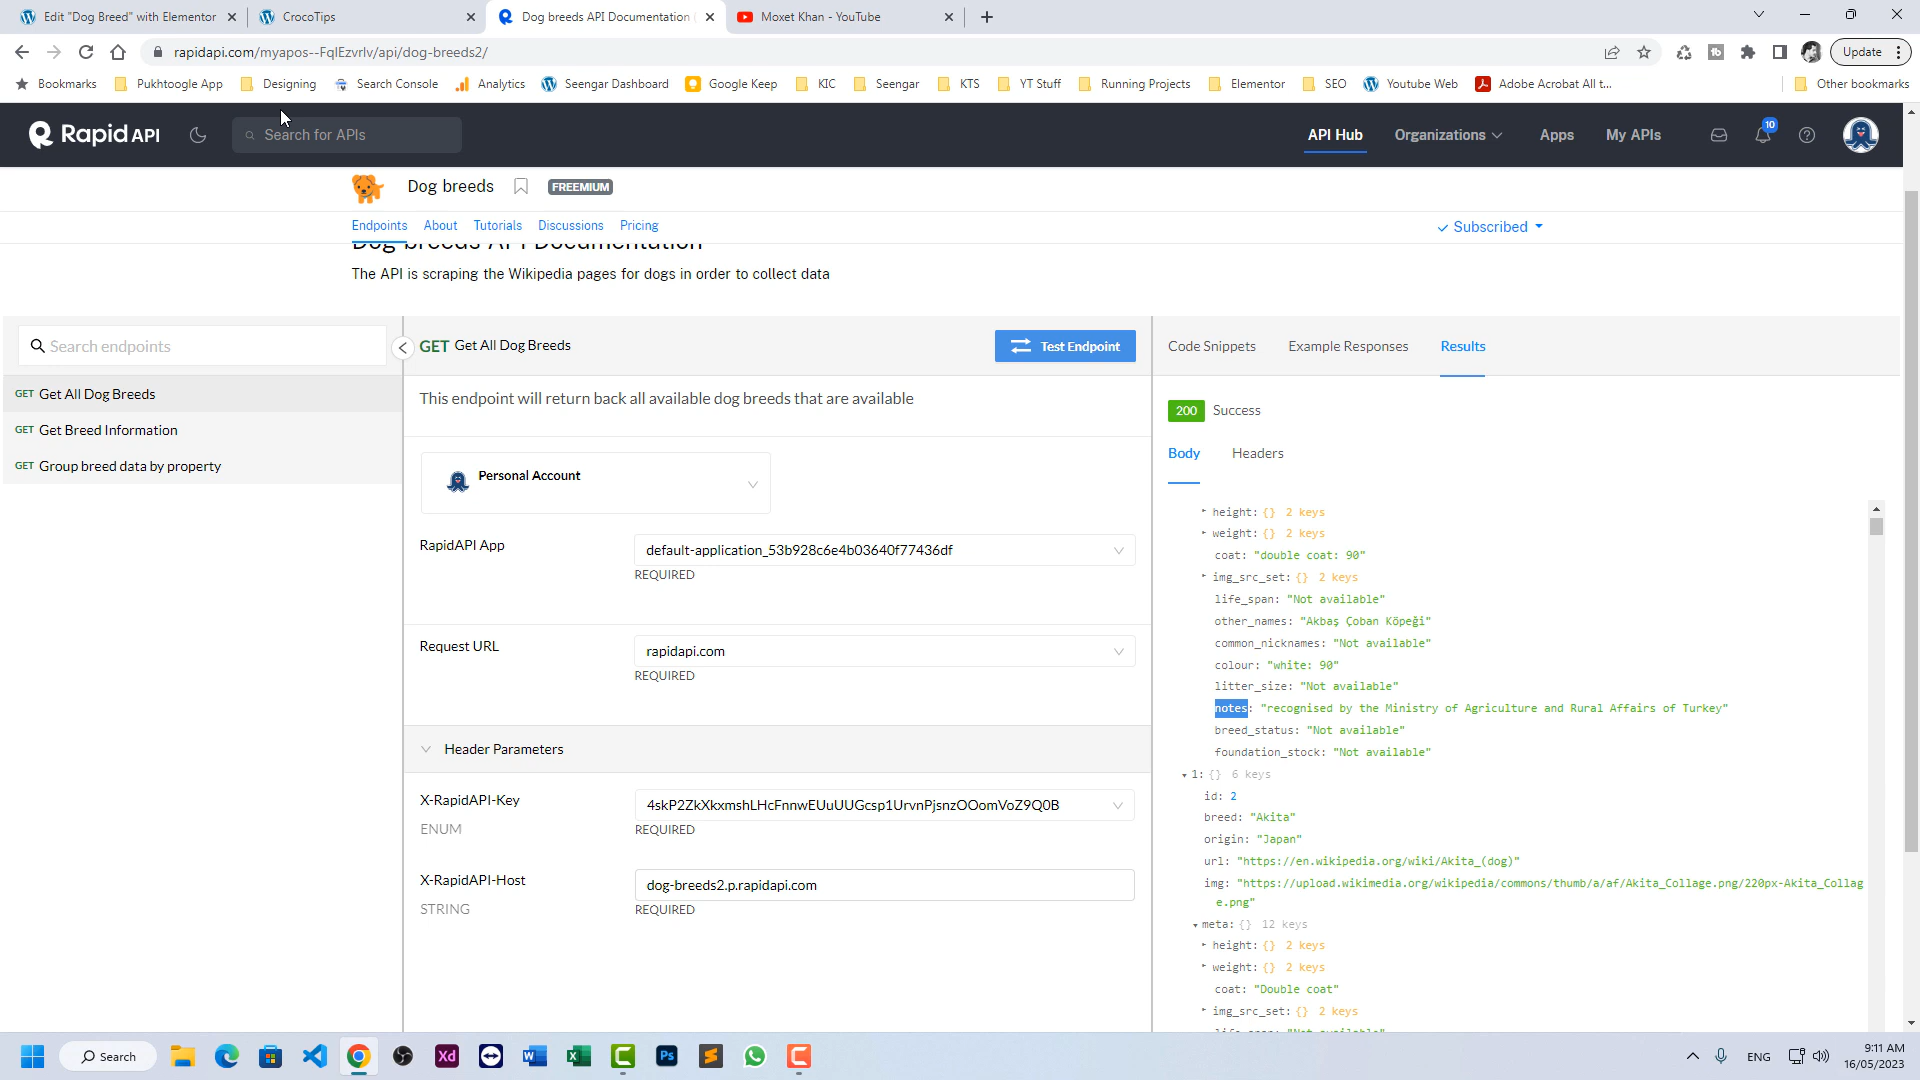 Edit "Dog Breed" with Elementor
CrocoTips
Dog breeds API Documentation
Moxet Khan - YouTube
rapidapi.com/myapos--FqlEzvrlv/api/dog-breeds2/
Update
Bookmarks
Pukhtoogle App
Designing
Search Console
Analytics
Seengar Dashboard
Google Keep
KIC
Seengar
KTS
YT Stuff
Running Projects
Elementor
SEO
Youtube Web
Adobe Acrobat All t...
Other bookmarks
Rapid API
Search for APIs
API Hub
Organizations
Apps
My APIs
10
Dog breeds
FREEMIUM
Endpoints
About
Tutorials
Discussions
Pricing
Subscribed
Dog breeds API Documentation
The API is scraping the Wikipedia pages for dogs in order to collect data
Search endpoints
GET Get All Dog Breeds
GET Get Breed Information
GET Group breed data by property
GET Get All Dog Breeds
Test Endpoint
This endpoint will return back all available dog breeds that are available
Personal Account
RapidAPI App
default-application_53b928c6e4b03640f77436df
REQUIRED
Request URL
rapidapi.com
REQUIRED
Header Parameters
X-RapidAPI-Key
4skP2ZkXkxmshLHcFnnwEUuUUGcsp1UrvnPjsnzOOomVoZ9Q0B
ENUM
REQUIRED
X-RapidAPI-Host
dog-breeds2.p.rapidapi.com
STRING
REQUIRED
Code Snippets
Example Responses
Results
200 Success
Body
Headers
height: {} 2 keys
weight: {} 2 keys
coat: "double coat: 90"
img_src_set: {} 2 keys
life_span: "Not available"
other_names: "Akbaş Çoban Köpeği"
common_nicknames: "Not available"
colour: "white: 90"
litter_size: "Not available"
notes: "recognised by the Ministry of Agriculture and Rural Affairs of Turkey"
breed_status: "Not available"
foundation_stock: "Not available"
1: {} 6 keys
id: 2
breed: "Akita"
origin: "Japan"
url: "https://en.wikipedia.org/wiki/Akita_(dog)"
img: "https://upload.wikimedia.org/wikipedia/commons/thumb/a/af/Akita_Collage.png/220px-Akita_Collag
e.png"
meta: {} 12 keys
height: {} 2 keys
weight: {} 2 keys
coat: "Double coat"
img_src_set: {} 2 keys
life_span: "Not available"
Search
ENG
9:11 AM
16/05/2023